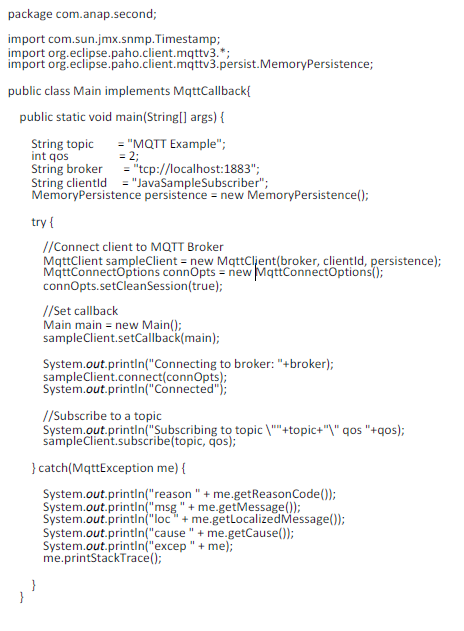 package com.anap.second;
import com.sun.jmx.snmp.Timestamp;
import org.eclipse.paho.client.mqttv3.*;
import org.eclipse.paho.client.mqttv3.persist.MemoryPersistence;
public class Main implements MqttCallback{
public static void main(String[] args) {
String topic = "MQTT Example";
int qos = 2;
String broker = "tcp://localhost:1883";
String clientId = "JavaSampleSubscriber";
MemoryPersistence persistence = new MemoryPersistence();
try {
//Connect client to MQTT Broker
MqttClient sampleClient = new MqttClient(broker, clientId, persistence);
MqttConnectOptions connOpts = new MqttConnectOptions();
connOpts.setCleanSession(true);
//Set callback
Main main = new Main();
sampleClient.setCallback(main);
System.out.println("Connecting to broker: "+broker);
sampleClient.connect(connOpts);
System.out.println("Connected");
//Subscribe to a topic
System.out.println("Subscribing to topic \""+topic+"\" qos "+qos);
sampleClient.subscribe(topic, qos);
} catch(MqttException me) {
System.out.println("reason " + me.getReasonCode());
System.out.println("msg " + me.getMessage());
System.out.println("loc " + me.getLocalizedMessage());
System.out.println("cause " + me.getCause());
System.out.println("excep " + me);
me.printStackTrace();
}
}